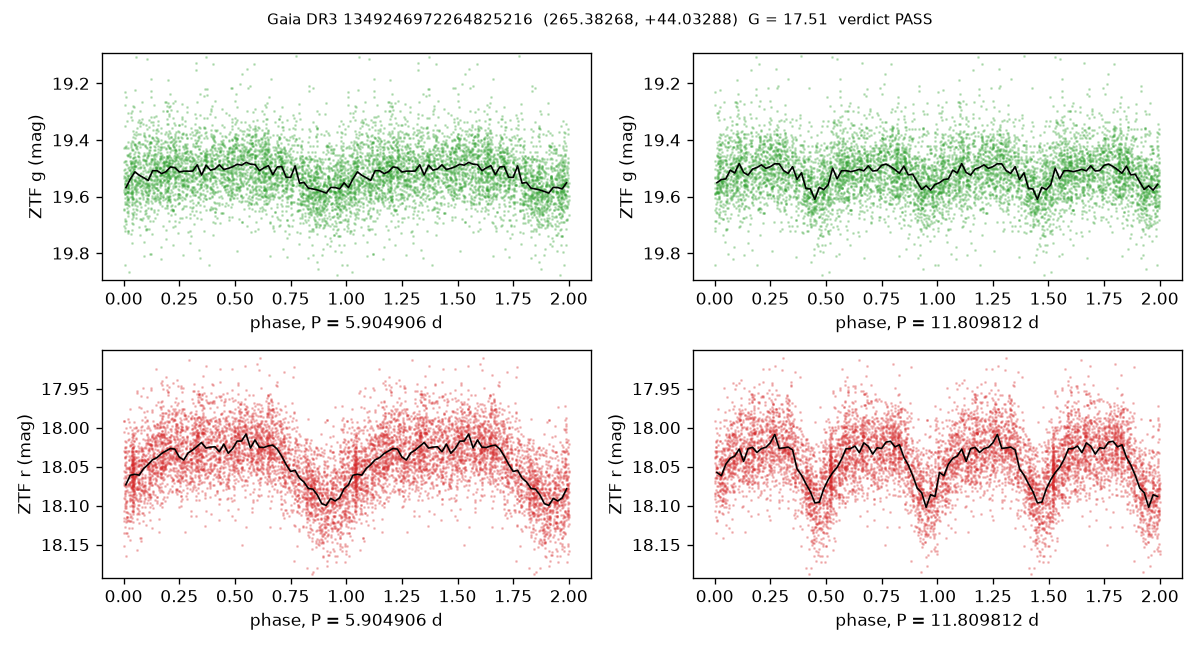 Gaia DR3 1349246972264825216 (265.38268, +44.03288) G = 17.51 verdict PASS
ZTF g (mag)
19.2
19.4
19.6
19.8
0.00 0.25 0.50 0.75 1.00 1.25 1.50 1.75 2.00
phase, P = 5.904906 d
ZTF g (mag)
19.2
19.4
19.6
19.8
0.00 0.25 0.50 0.75 1.00 1.25 1.50 1.75 2.00
phase, P = 11.809812 d
ZTF r (mag)
17.95
18.00
18.05
18.10
18.15
0.00 0.25 0.50 0.75 1.00 1.25 1.50 1.75 2.00
phase, P = 5.904906 d
ZTF r (mag)
17.95
18.00
18.05
18.10
18.15
0.00 0.25 0.50 0.75 1.00 1.25 1.50 1.75 2.00
phase, P = 11.809812 d